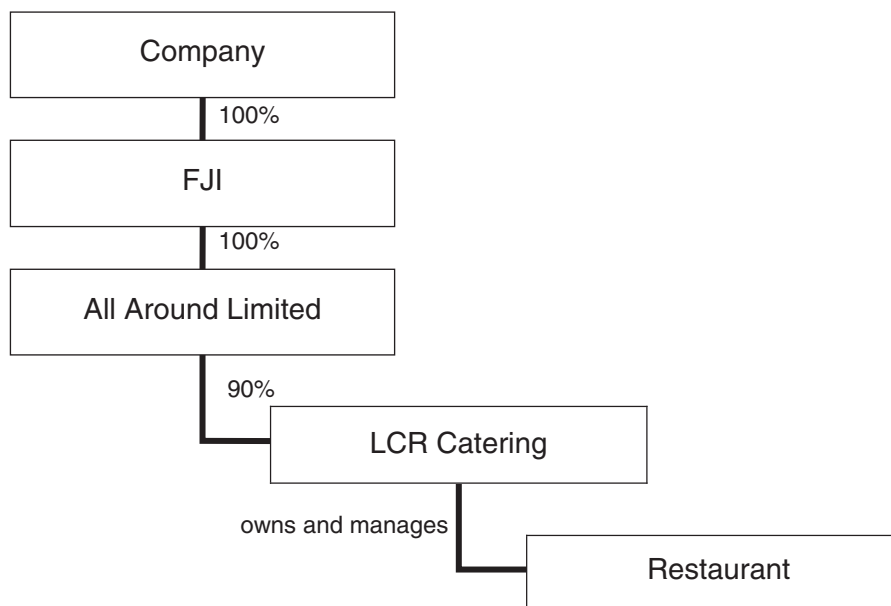 Company
100%
FJI
100%
All Around Limited
90%
LCR Catering
owns and manages
Restaurant